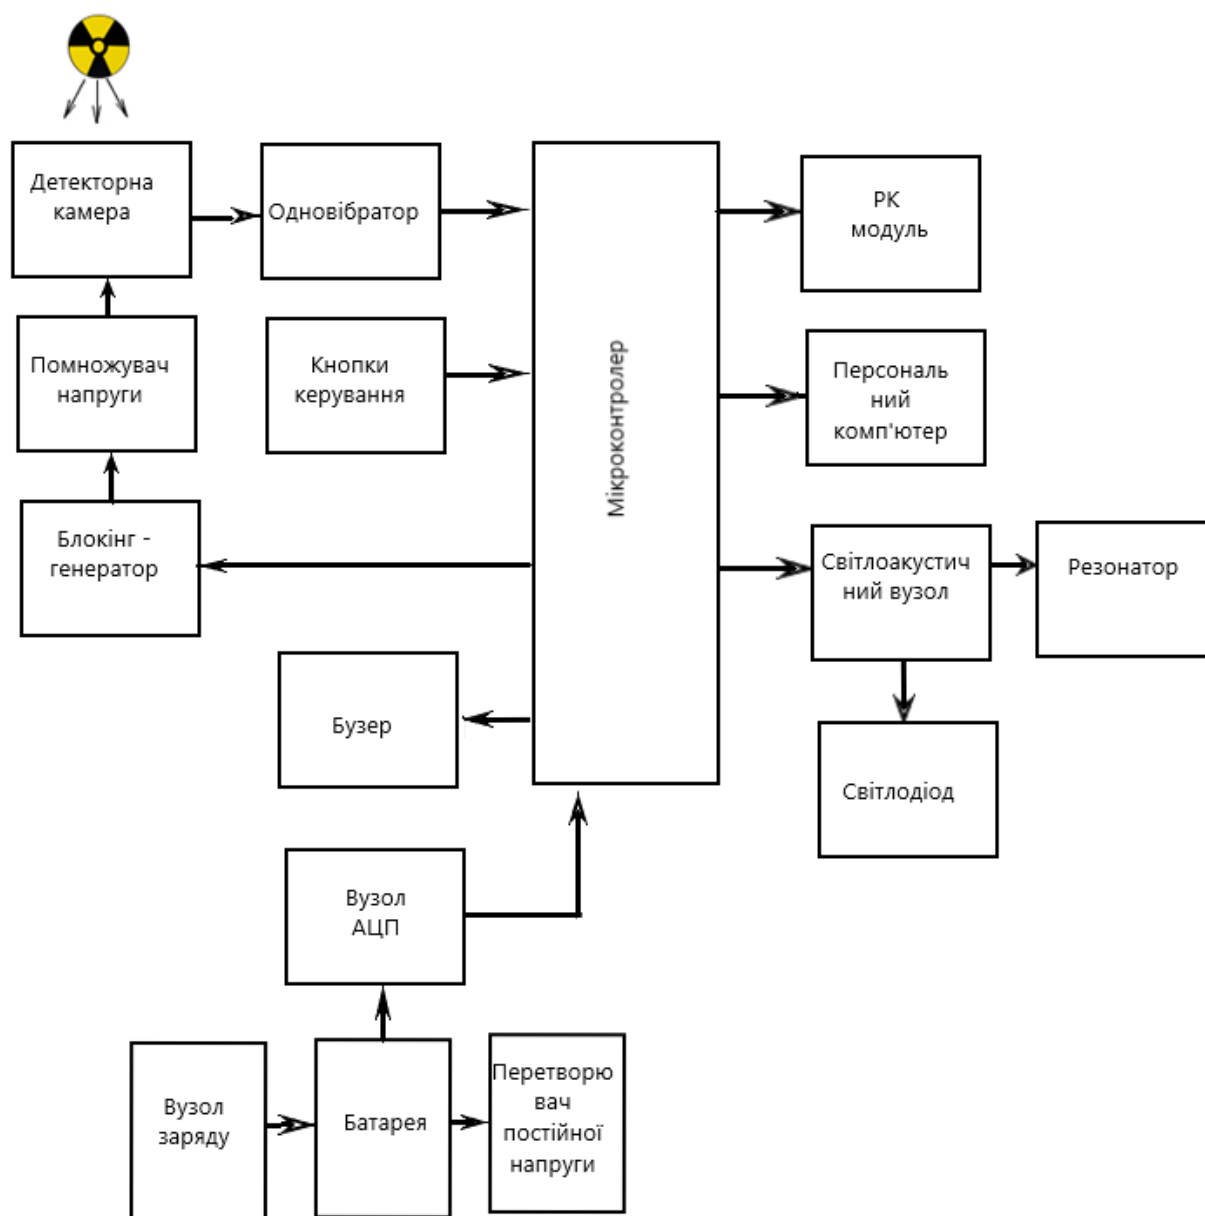 Детекторна
камера
Одновібратор
РК
модуль
Помножувач
напруги
Кнопки
керування
Мікроконтролер
Персональ
ний
комп'ютер
Блокінг -
генератор
Світлоакустич
ний вузол
Резонатор
Бузер
Світлодіод
Вузол
АЦП
Вузол
заряду
Батарея
Перетворю
вач
постійної
напруги